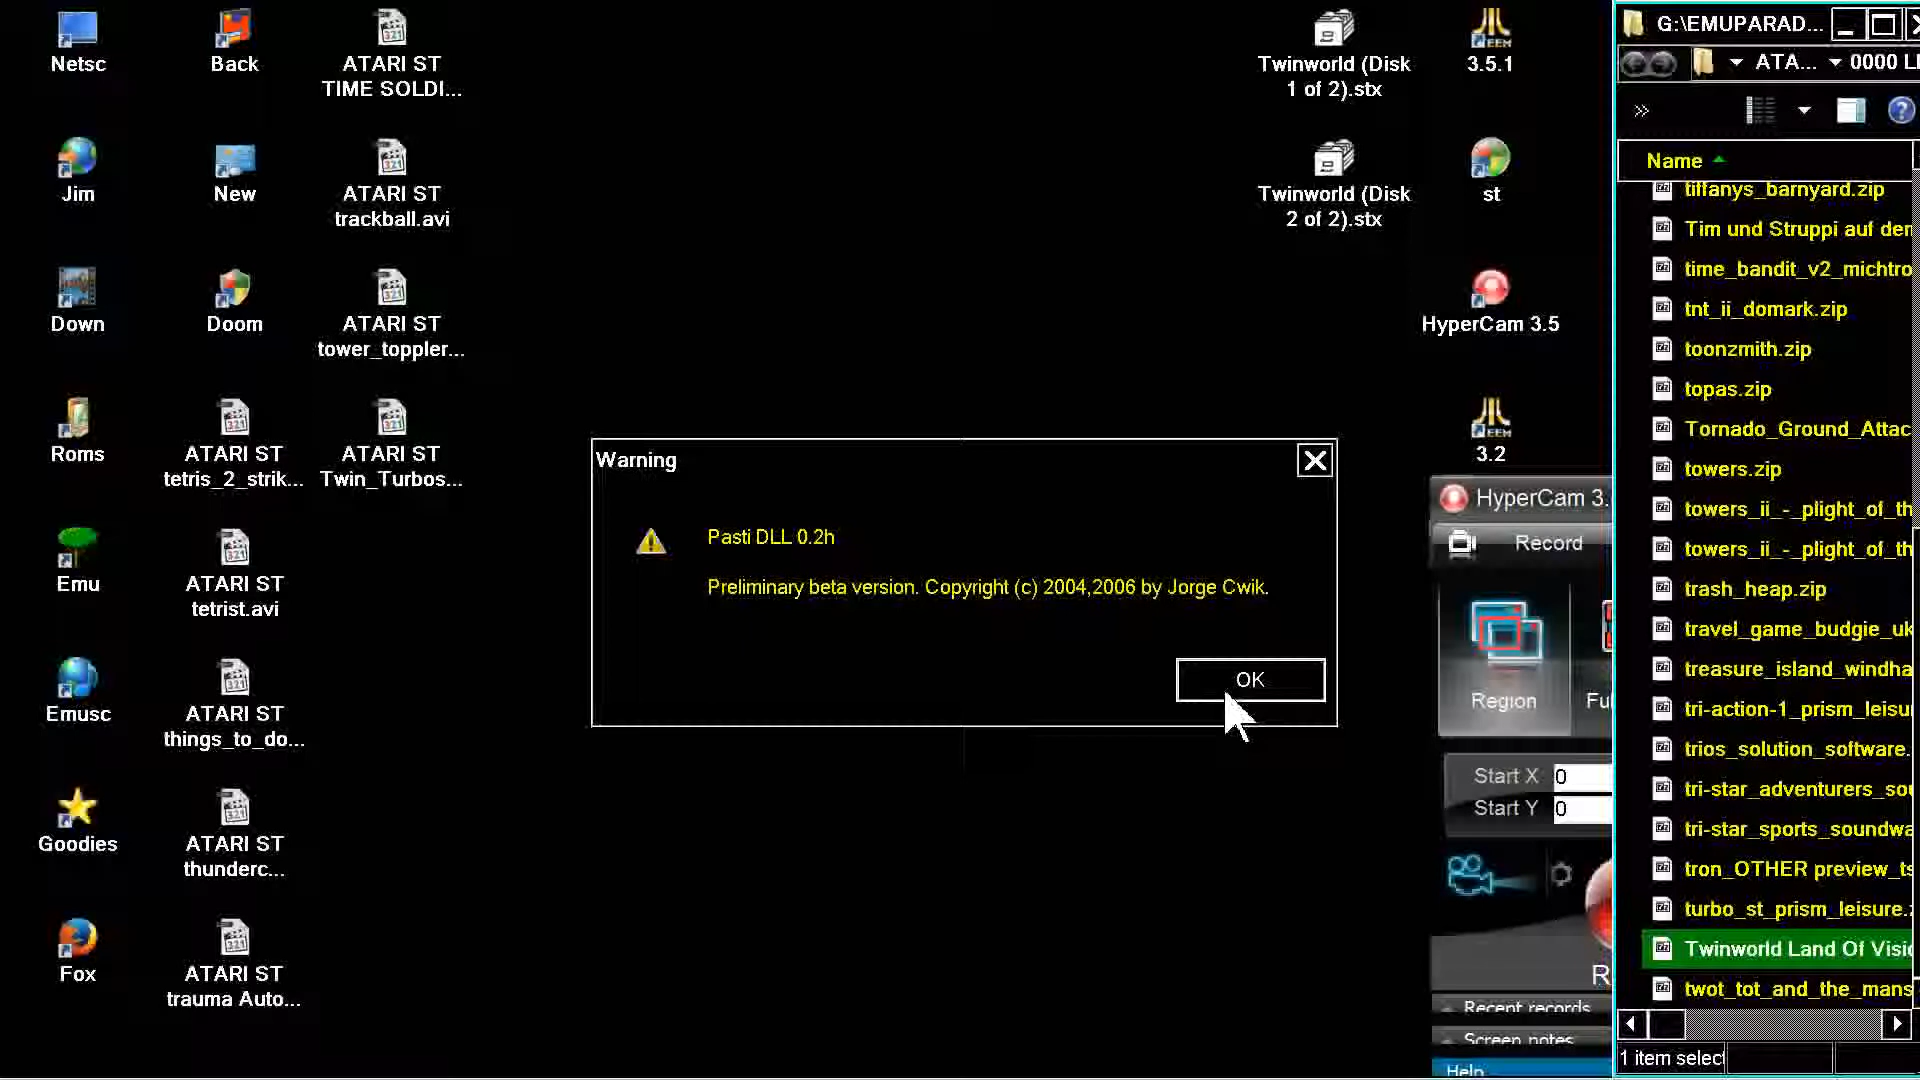 Netsc
Back
ATARI ST
TIME SOLDI...
Jim
New
ATARI ST
trackball.avi
Down
Doom
ATARI ST
tower_toppler...
Roms
ATARI ST
tetris_2_strik...
ATARI ST
Twin_Turbos...
Emu
ATARI ST
tetrist.avi
Emusc
ATARI ST
things_to_do...
Goodies
ATARI ST
thunderc...
Fox
ATARI ST
trauma Auto...
Twinworld (Disk
1 of 2).stx
3.5.1
Twinworld (Disk
2 of 2).stx
st
HyperCam 3.5
3.2
Warning
Pasti DLL 0.2h
Preliminary beta version. Copyright (c) 2004,2006 by Jorge Cwik.
OK
HyperCam 3.
Record
Region
Fu
Start X 0
Start Y 0
R
Recent records
Screen notes
Help
G:\EMUPARAD...
ATA... 0000 L
Name
tiffanys_barnyard.zip
Tim und Struppi auf der
time_bandit_v2_michtro
tnt_ii_domark.zip
toonzmith.zip
topas.zip
Tornado_Ground_Attac
towers.zip
towers_ii_-_plight_of_th
towers_ii_-_plight_of_th
trash_heap.zip
travel_game_budgie_uk
treasure_island_windha
tri-action-1_prism_leisu
trios_solution_software.
tri-star_adventurers_sou
tri-star_sports_soundwa
tron_OTHER preview_ts
turbo_st_prism_leisure.z
Twinworld Land Of Visio
twot_tot_and_the_mans
1 item select